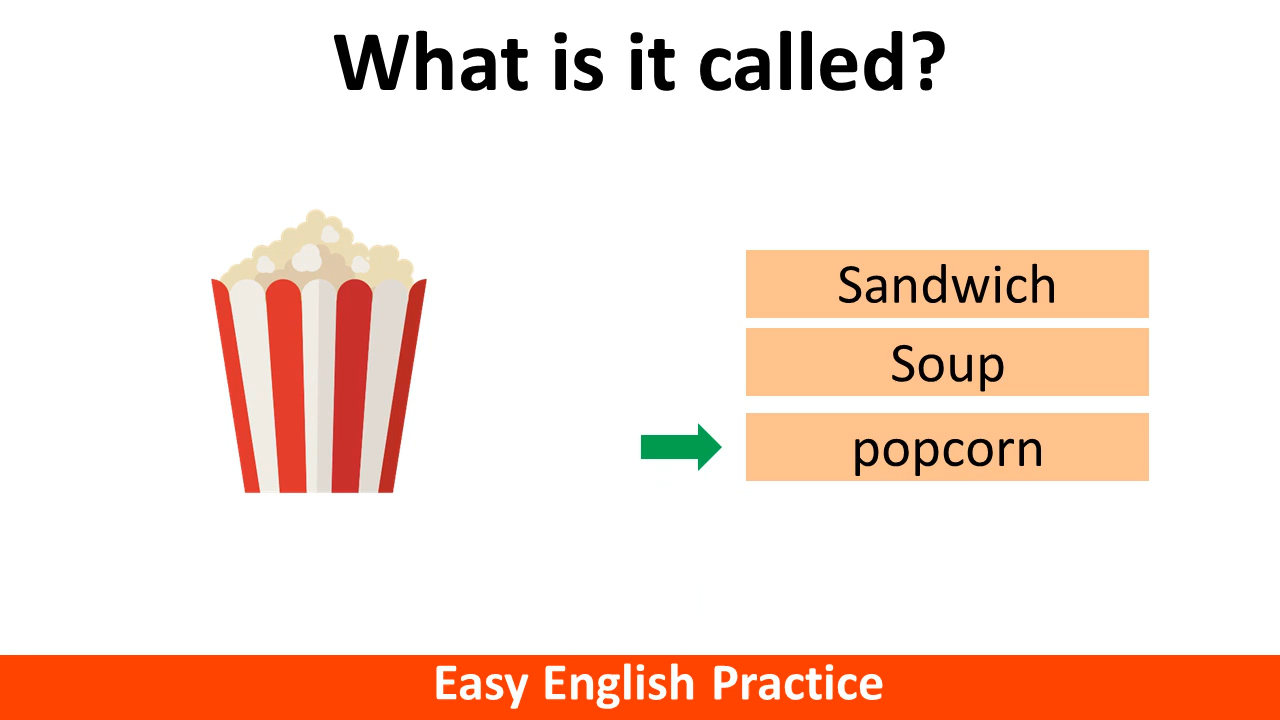 What is it called?
Sandwich
Soup
popcorn
Easy English Practice